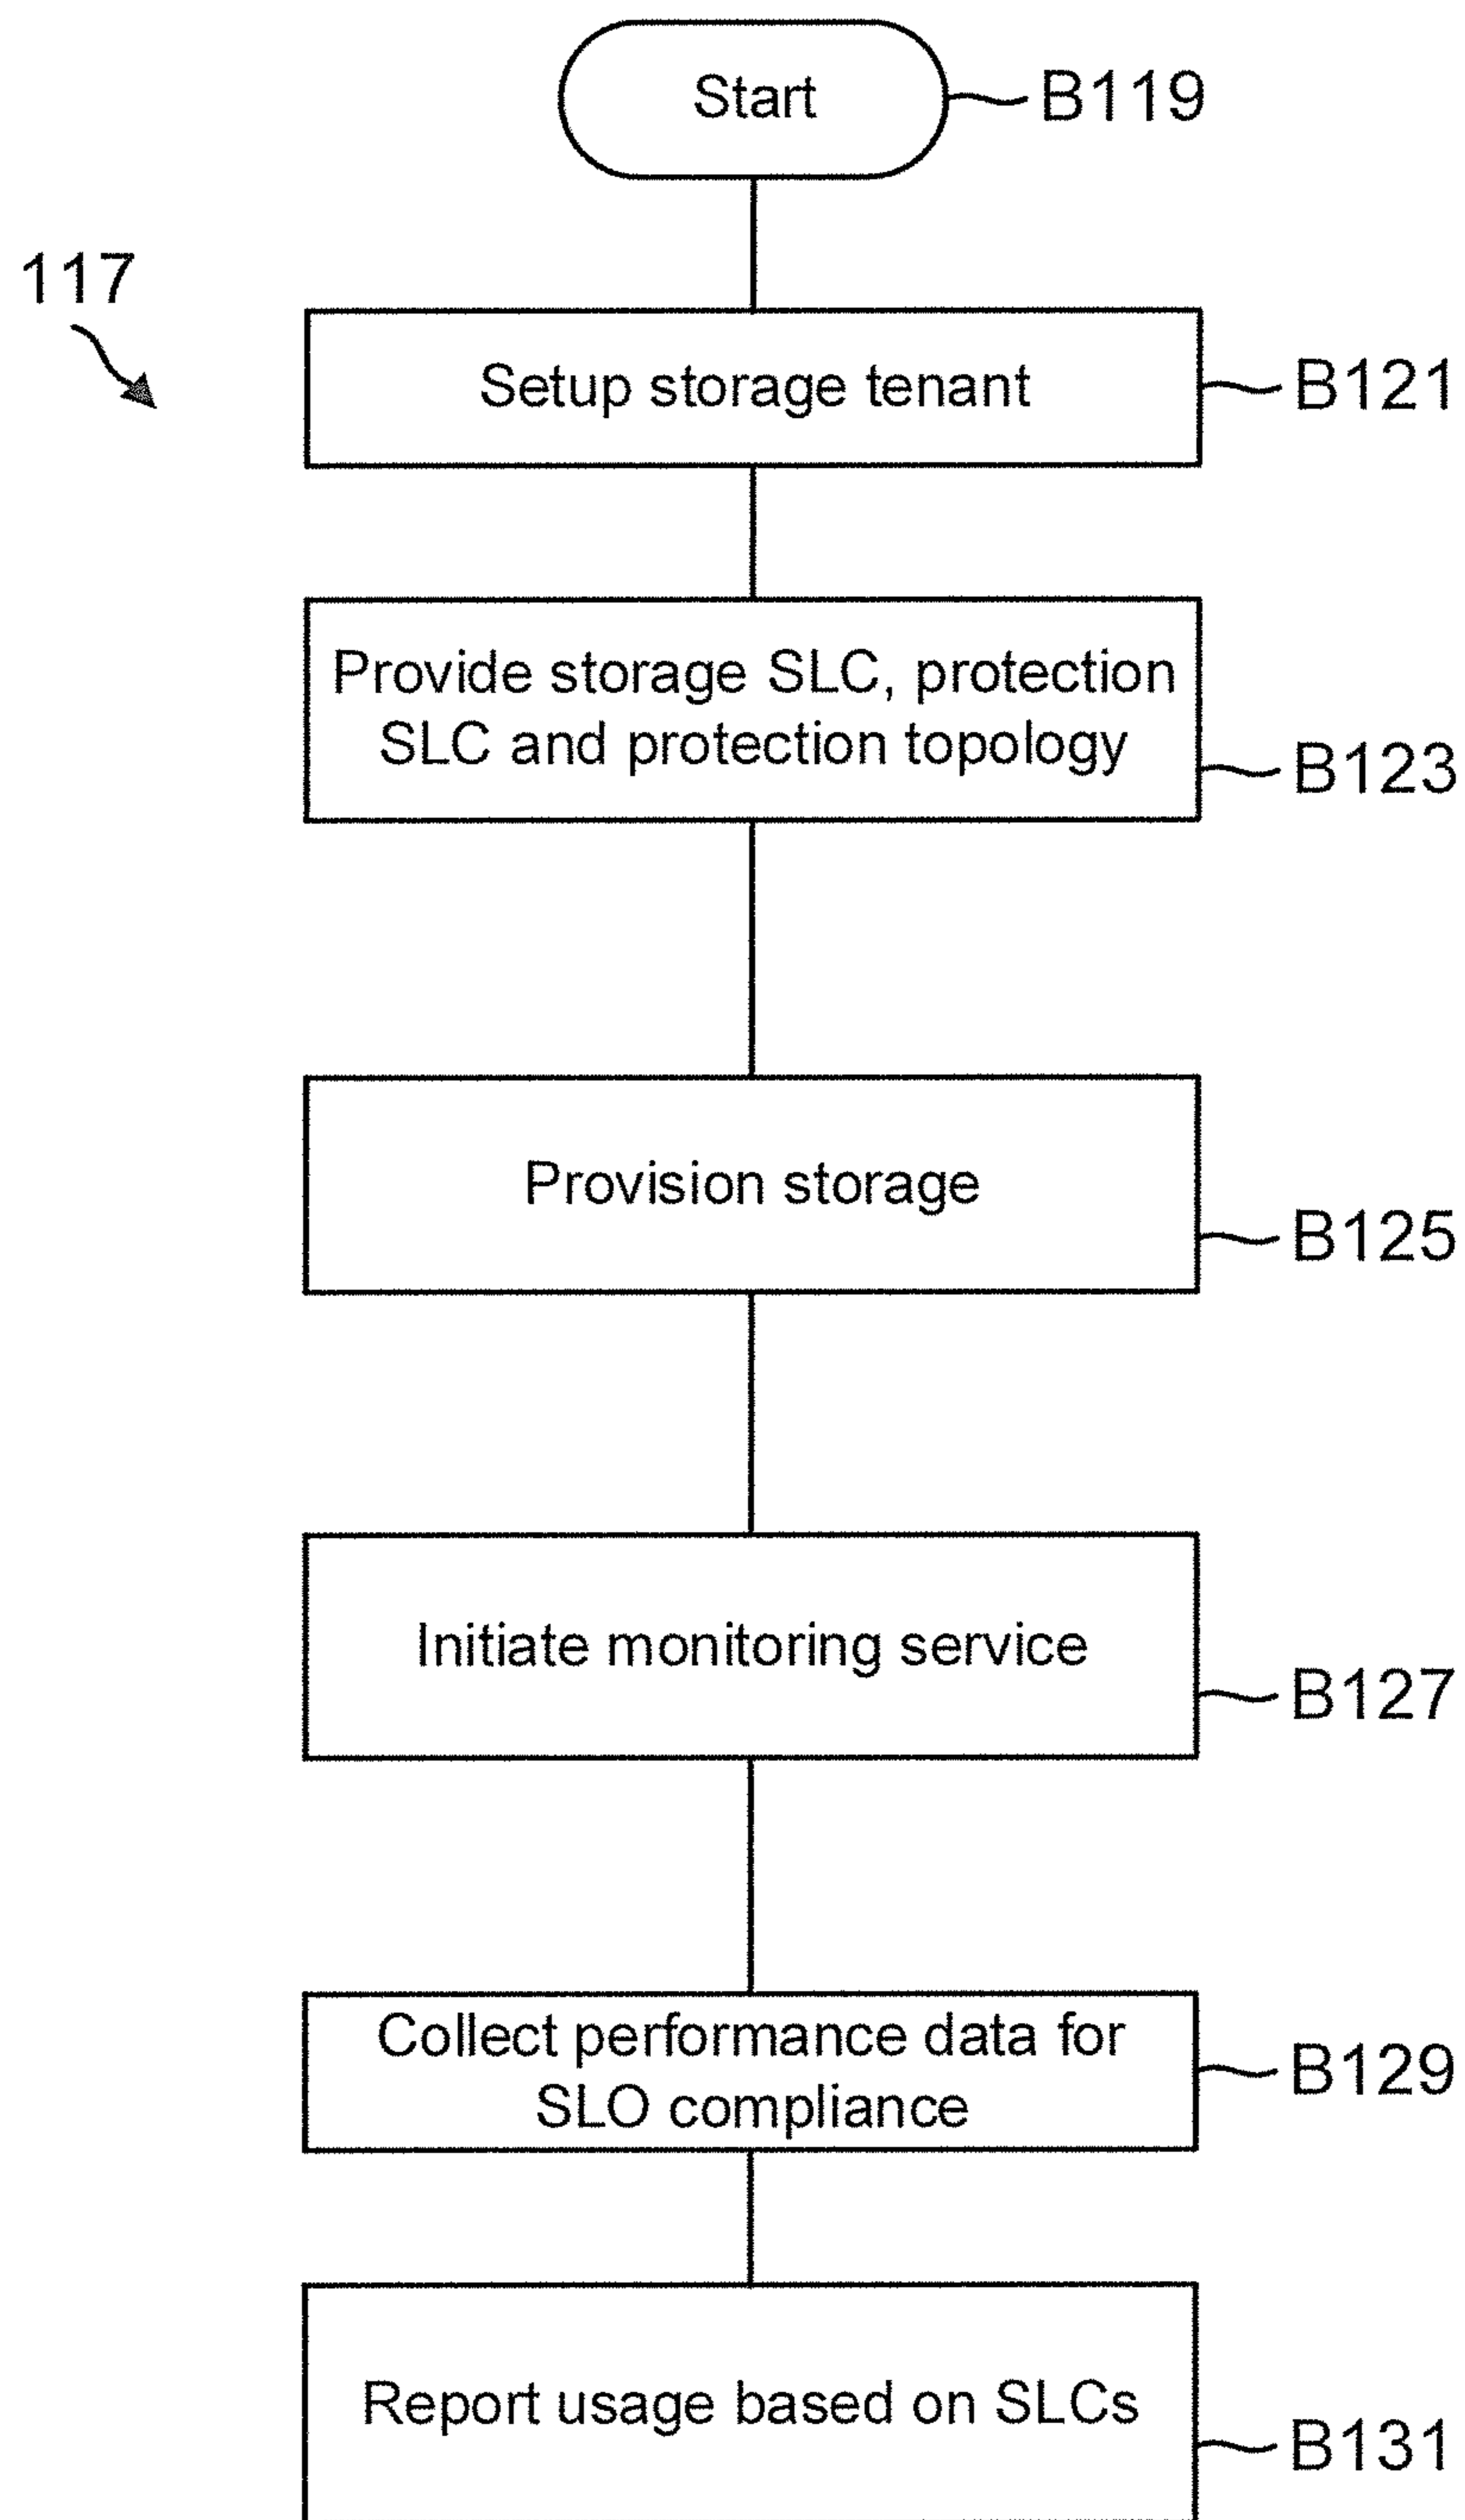 Start
B119
117
Setup storage tenant
B121
Provide storage SLC, protection
SLC and protection topology
B123
Provision storage
B125
Initiate monitoring service
B127
Collect performance data for
SLO compliance
B129
Report usage based on SLCs
B131